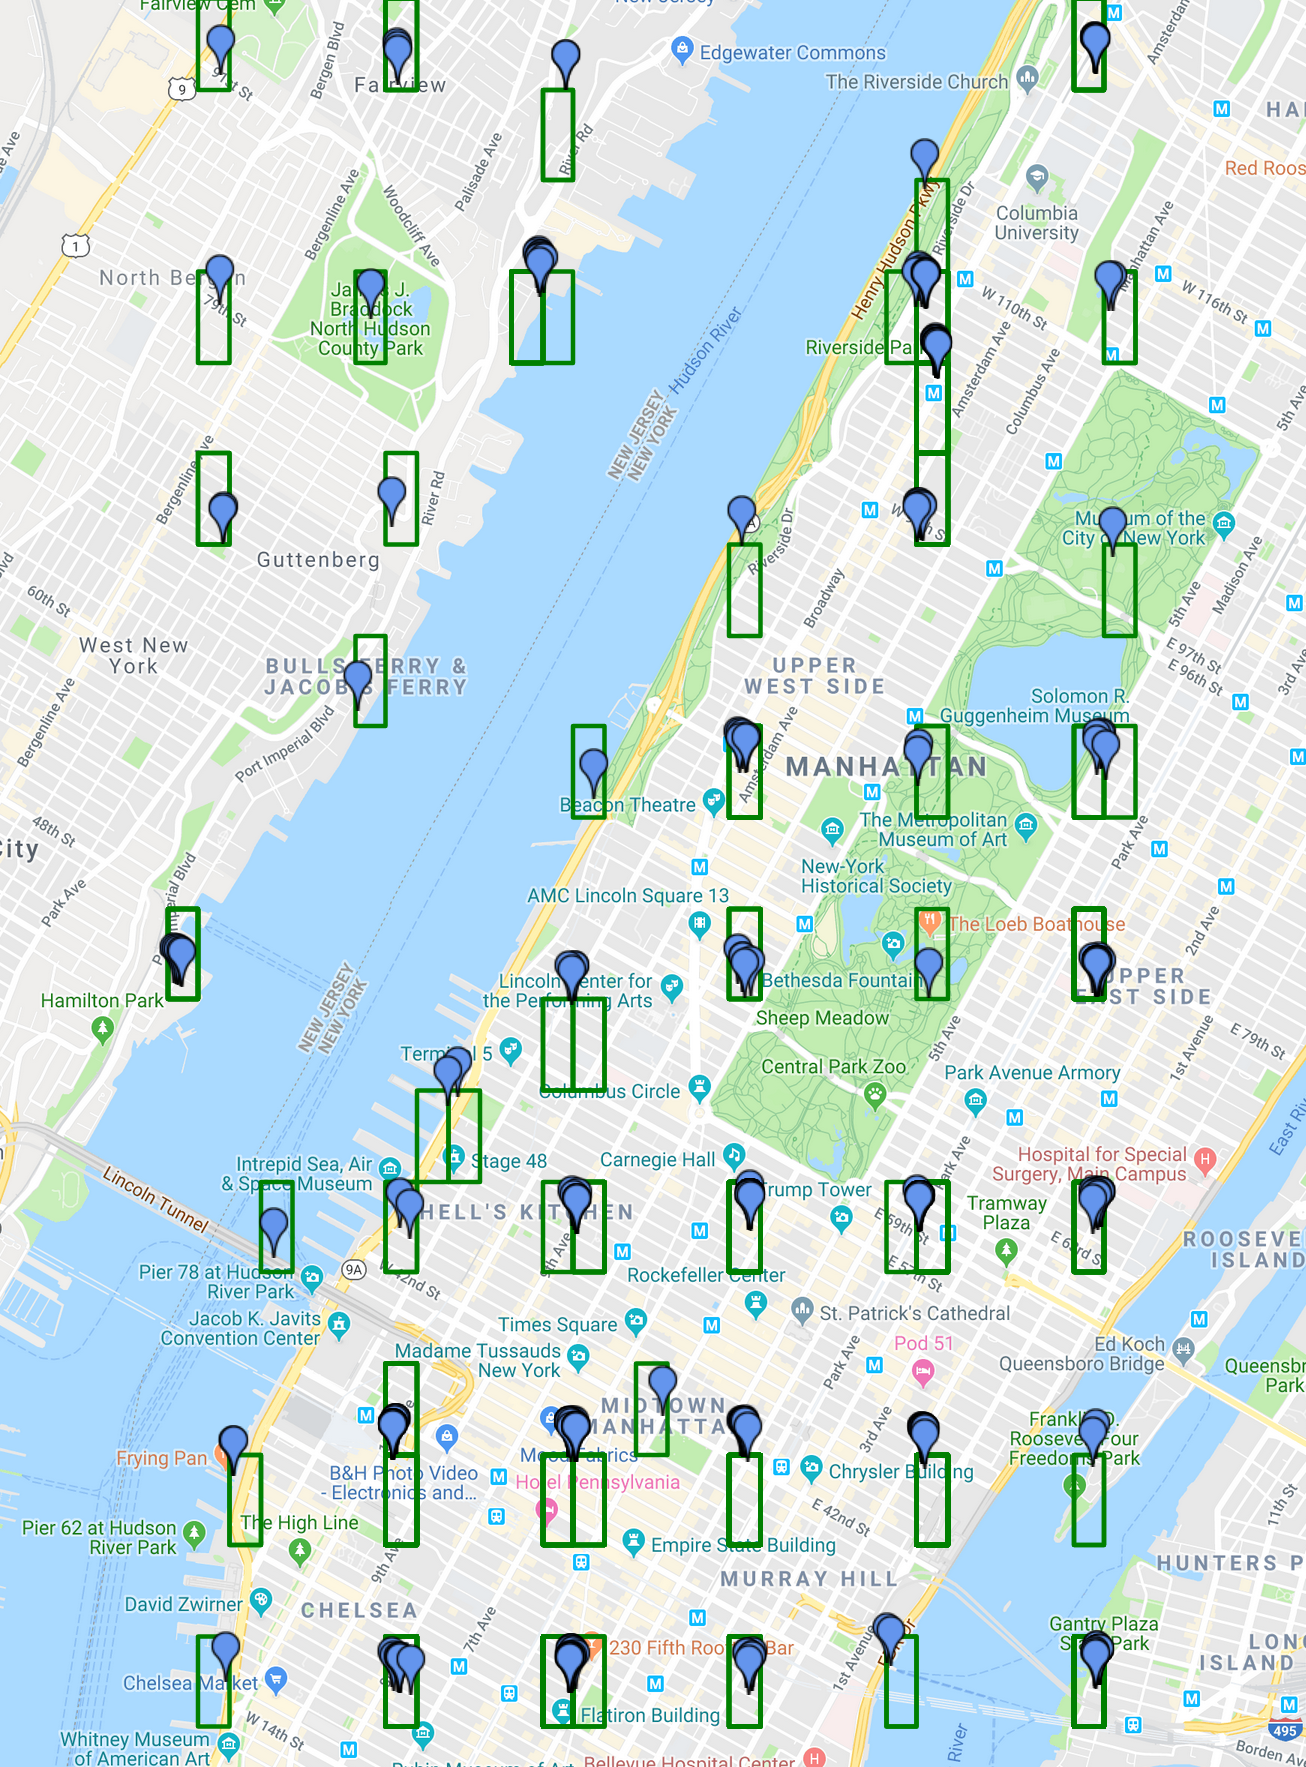 Fairview Cem
New Jersey
Amsterdam
Edgewater Commons
The Riverside Church
91st St
9
Bergen Blvd
Fairview
River Rd
HA
Red Roos
Palisade Ave
Bergenline Ave
Woodcliff Ave
Riverside Dr
Henry Hudson Pkwy
Columbia
University
Manhattan Ave
1
North Bergen
79th St
James J.
Braddock
North Hudson
County Park
W 110th St
W 116th St
Hudson River
Riverside Pa
Amsterdam Ave
Columbus Ave
5th Ave
NEW JERSEY
NEW YORK
Bergenline Ave
River Rd
Riverside Dr
Museum of the
City of New York
Guttenberg
Broadway
Madison Ave
60th St
West New
York
BULLS FERRY &
JACOBS FERRY
UPPER
WEST SIDE
5th Ave
E 97th St
E 96th St
3rd Ave
Solomon R.
Guggenheim Museum
Bergenline Ave
Port Imperial Blvd
MANHATTAN
Amsterdam Ave
Beacon Theatre
The Metropolitan
Museum of Art
Park Ave
48th St
City
Park Ave
New-York
Historical Society
AMC Lincoln Square 13
The Loeb Boathouse
2nd Ave
Hamilton Park
Lincoln Center for
the Performing Arts
Bethesda Fountain
UPPER
EAST SIDE
NEW JERSEY
NEW YORK
Sheep Meadow
5th Ave
1st Avenue
E 79th St
Terminal 5
Central Park Zoo
Park Avenue Armory
Columbus Circle
East Riv
Lincoln Tunnel
Intrepid Sea, Air
& Space Museum
Stage 48
Carnegie Hall
Park Ave
Hospital for Special
Surgery, Main Campus
H
Trump Tower
Tramway
Plaza
HELL'S KITCHEN
9th Ave
E 59th St
E 57th St
E 63rd St
ROOSEVE
ISLAND
Pier 78 at Hudson
River Park
9A
W 42nd St
Rockefeller Center
Jacob K. Javits
Convention Center
Times Square
St. Patrick's Cathedral
Madame Tussauds
New York
Pod 51
Park Ave
Ed Koch
Queensboro Bridge
Queensbr
Park
MIDTOWN
MANHATTA
3rd Ave
Franklin D.
Roosevelt Four
Freedoms Park
Frying Pan
Mood Fabrics
B&H Photo Video
- Electronics and...
Hotel Pennsylvania
Chrysler Building
E 42nd St
11th St
Pier 62 at Hudson
River Park
The High Line
Empire State Building
9th Ave
MURRAY HILL
HUNTERS P
David Zwirner
CHELSEA
7th Ave
1st Avenue
Gantry Plaza
State Park
230 Fifth Rooftop Bar
LON
ISLAND
Chelsea Market
W 14th St
Flatiron Building
River
495
Whitney Museum
of American Art
Rubin Museum of Art
Bellevue Hospital Center
H
Borden Av